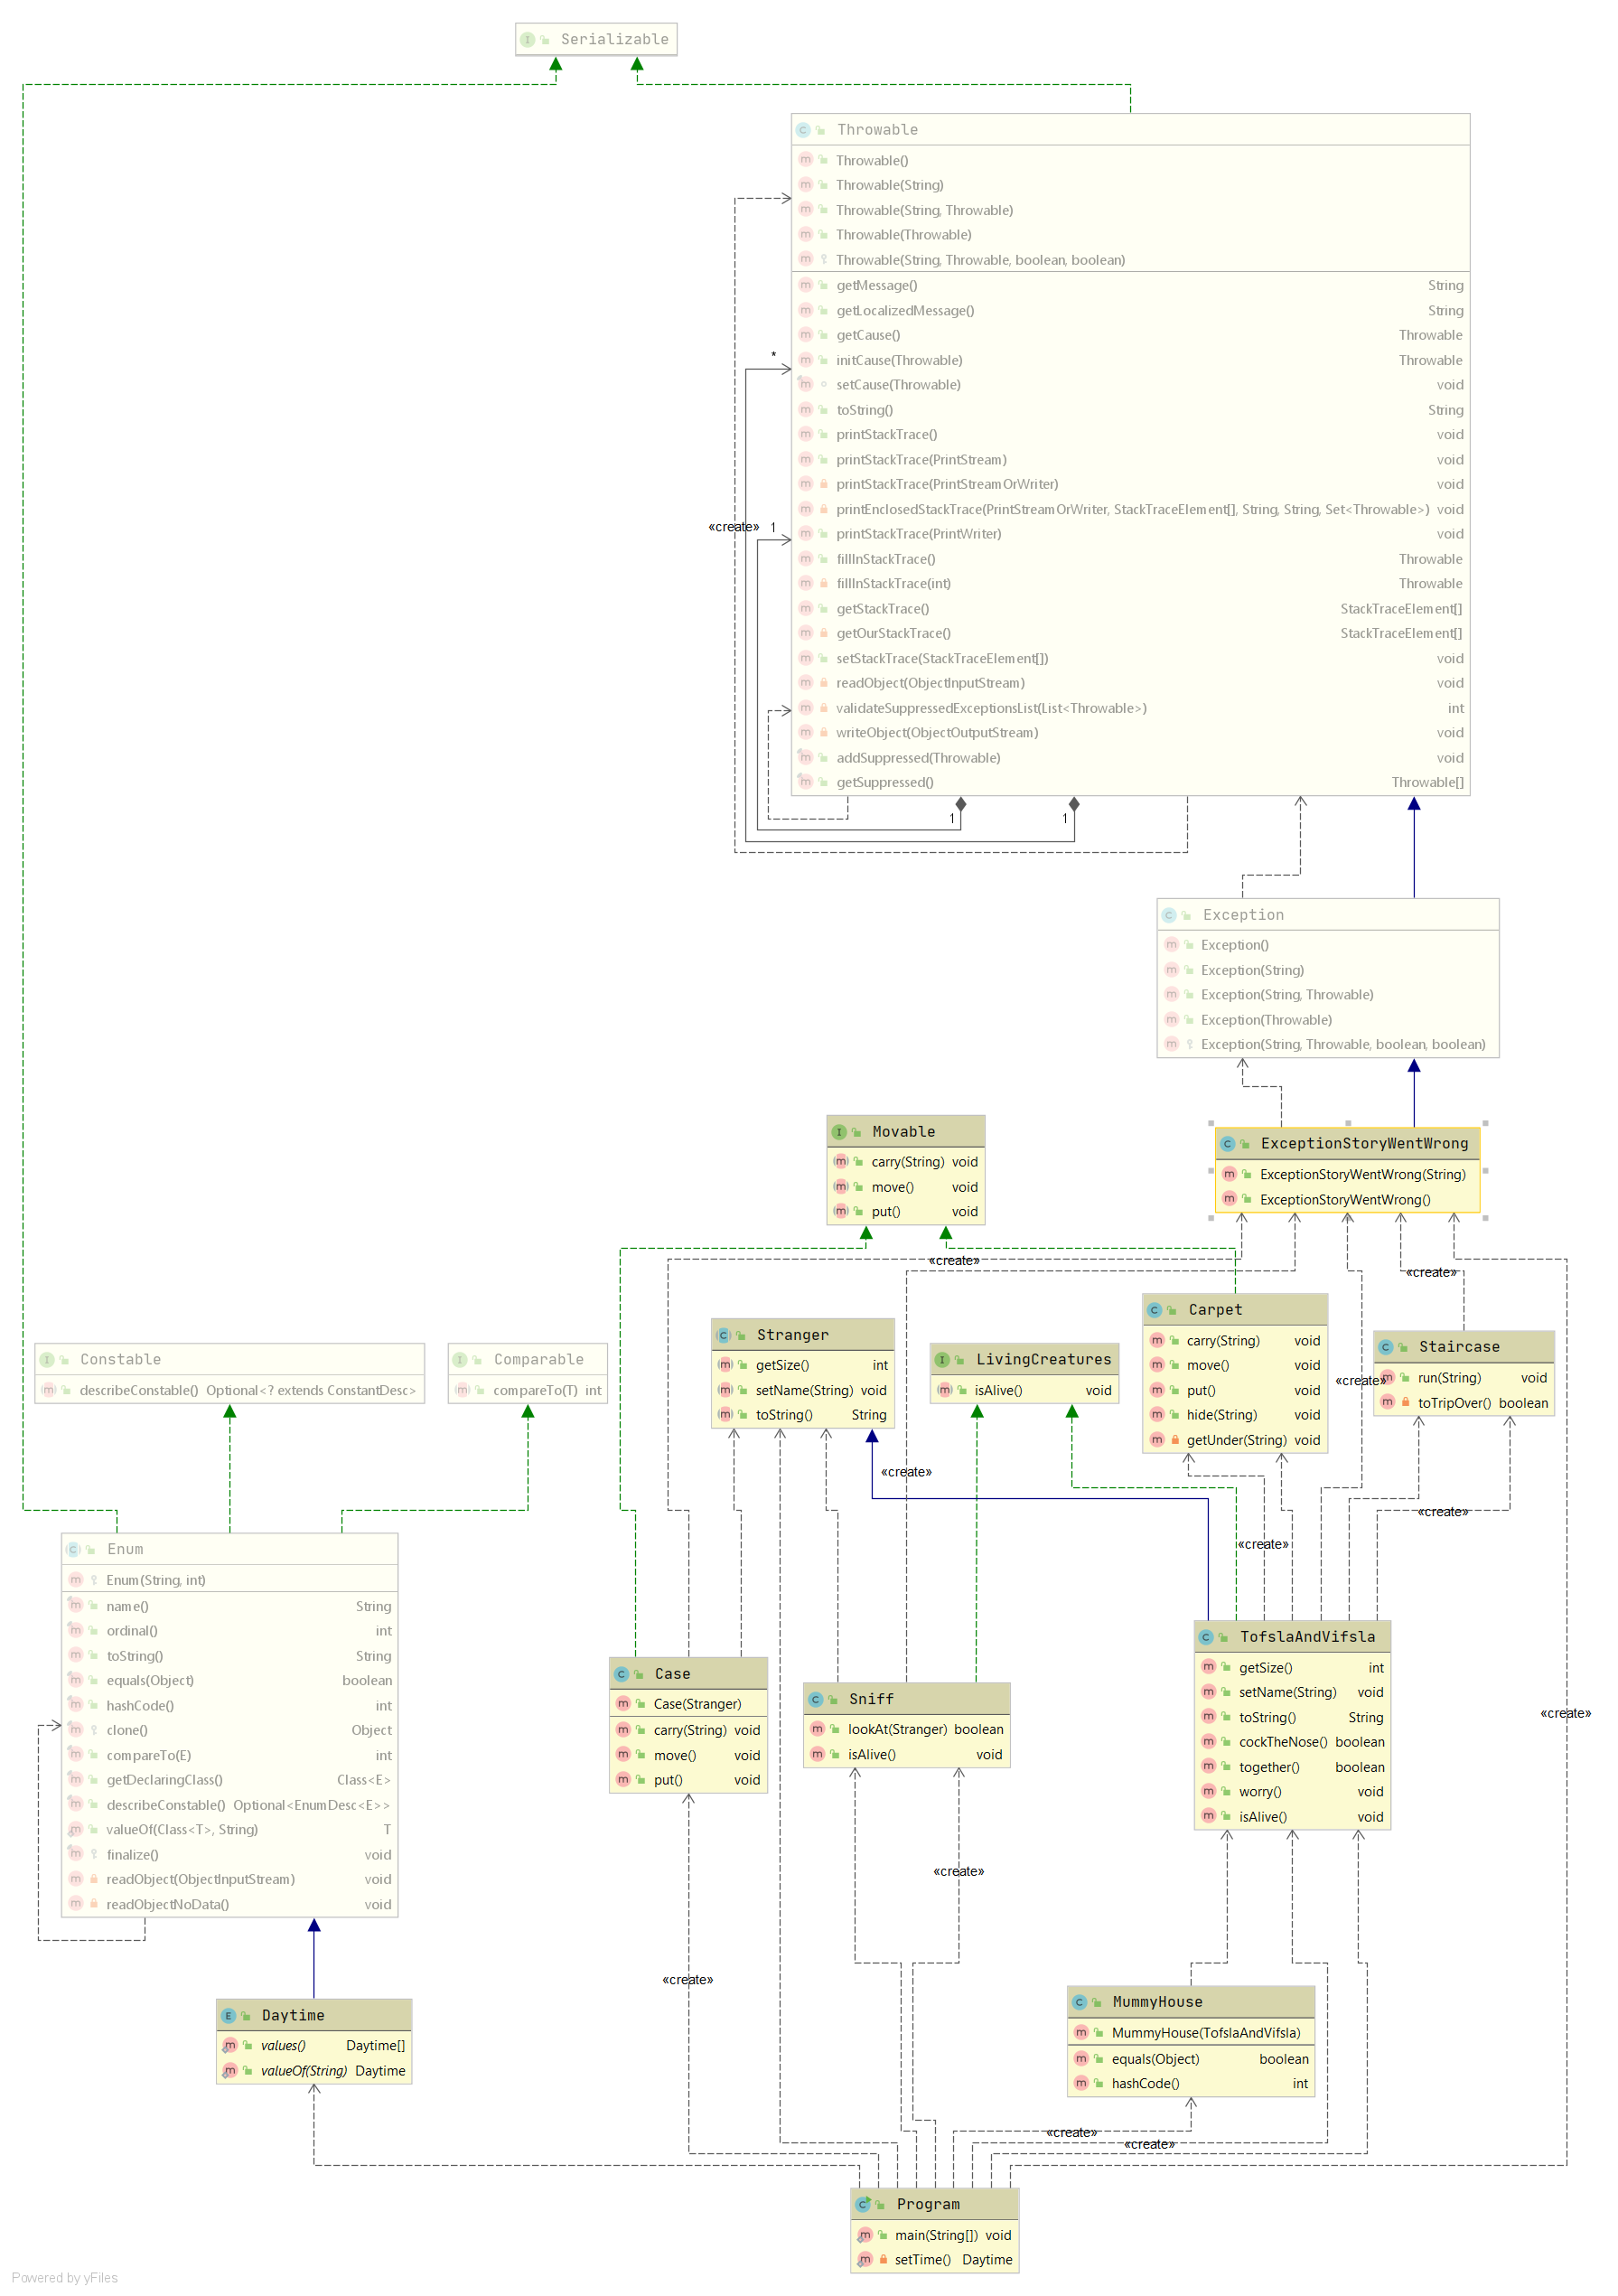 Serializable
Throwable
Throwable()
Throwable(String)
Throwable(String, Throwable)
Throwable(Throwable)
Throwable(String, Throwable, boolean, boolean)
getMessage() String
getLocalizedMessage() String
getCause() Throwable
initCause(Throwable) Throwable
setCause(Throwable) void
toString() String
printStackTrace() void
printStackTrace(PrintStream) void
printStackTrace(PrintStreamOrWriter) void
printEnclosedStackTrace(PrintStreamOrWriter, StackTraceElement[], String, String, Set<Throwable>) void
printStackTrace(PrintWriter) void
fillInStackTrace() Throwable
fillInStackTrace(int) Throwable
getStackTrace() StackTraceElement[]
getOurStackTrace() StackTraceElement[]
setStackTrace(StackTraceElement[]) void
readObject(ObjectInputStream) void
validateSuppressedExceptionsList(List<Throwable>) int
writeObject(ObjectOutputStream) void
addSuppressed(Throwable) void
getSuppressed() Throwable[]
*
«create»
1
1
1
Exception
Exception()
Exception(String)
Exception(String, Throwable)
Exception(Throwable)
Exception(String, Throwable, boolean, boolean)
Movable
carry(String) void
move() void
put() void
ExceptionStoryWentWrong
ExceptionStoryWentWrong(String)
ExceptionStoryWentWrong()
«create»
«create»
Stranger
getSize() int
setName(String) void
toString() String
LivingCreatures
isAlive() void
Carpet
carry(String) void
move() void
put() void
hide(String) void
getUnder(String) void
Staircase
run(String) void
toTripOver() boolean
«create»
Constable
describeConstable() Optional<? extends ConstantDesc>
Comparable
compareTo(T) int
«create»
«create»
«create»
Enum
Enum(String, int)
name() String
ordinal() int
toString() String
equals(Object) boolean
hashCode() int
clone() Object
compareTo(E) int
getDeclaringClass() Class<E>
describeConstable() Optional<EnumDesc<E>>
valueOf(Class<T>, String) T
finalize() void
readObject(ObjectInputStream) void
readObjectNoData() void
Case
Case(Stranger)
carry(String) void
move() void
put() void
Sniff
lookAt(Stranger) boolean
isAlive() void
TofslaAndVifsla
getSize() int
setName(String) void
toString() String
cockTheNose() boolean
together() boolean
worry() void
isAlive() void
«create»
«create»
«create»
Daytime
values() Daytime[]
valueOf(String) Daytime
MummyHouse
MummyHouse(TofslaAndVifsla)
equals(Object) boolean
hashCode() int
«create»
«create»
Program
main(String[]) void
setTime() Daytime
Powered by yFiles